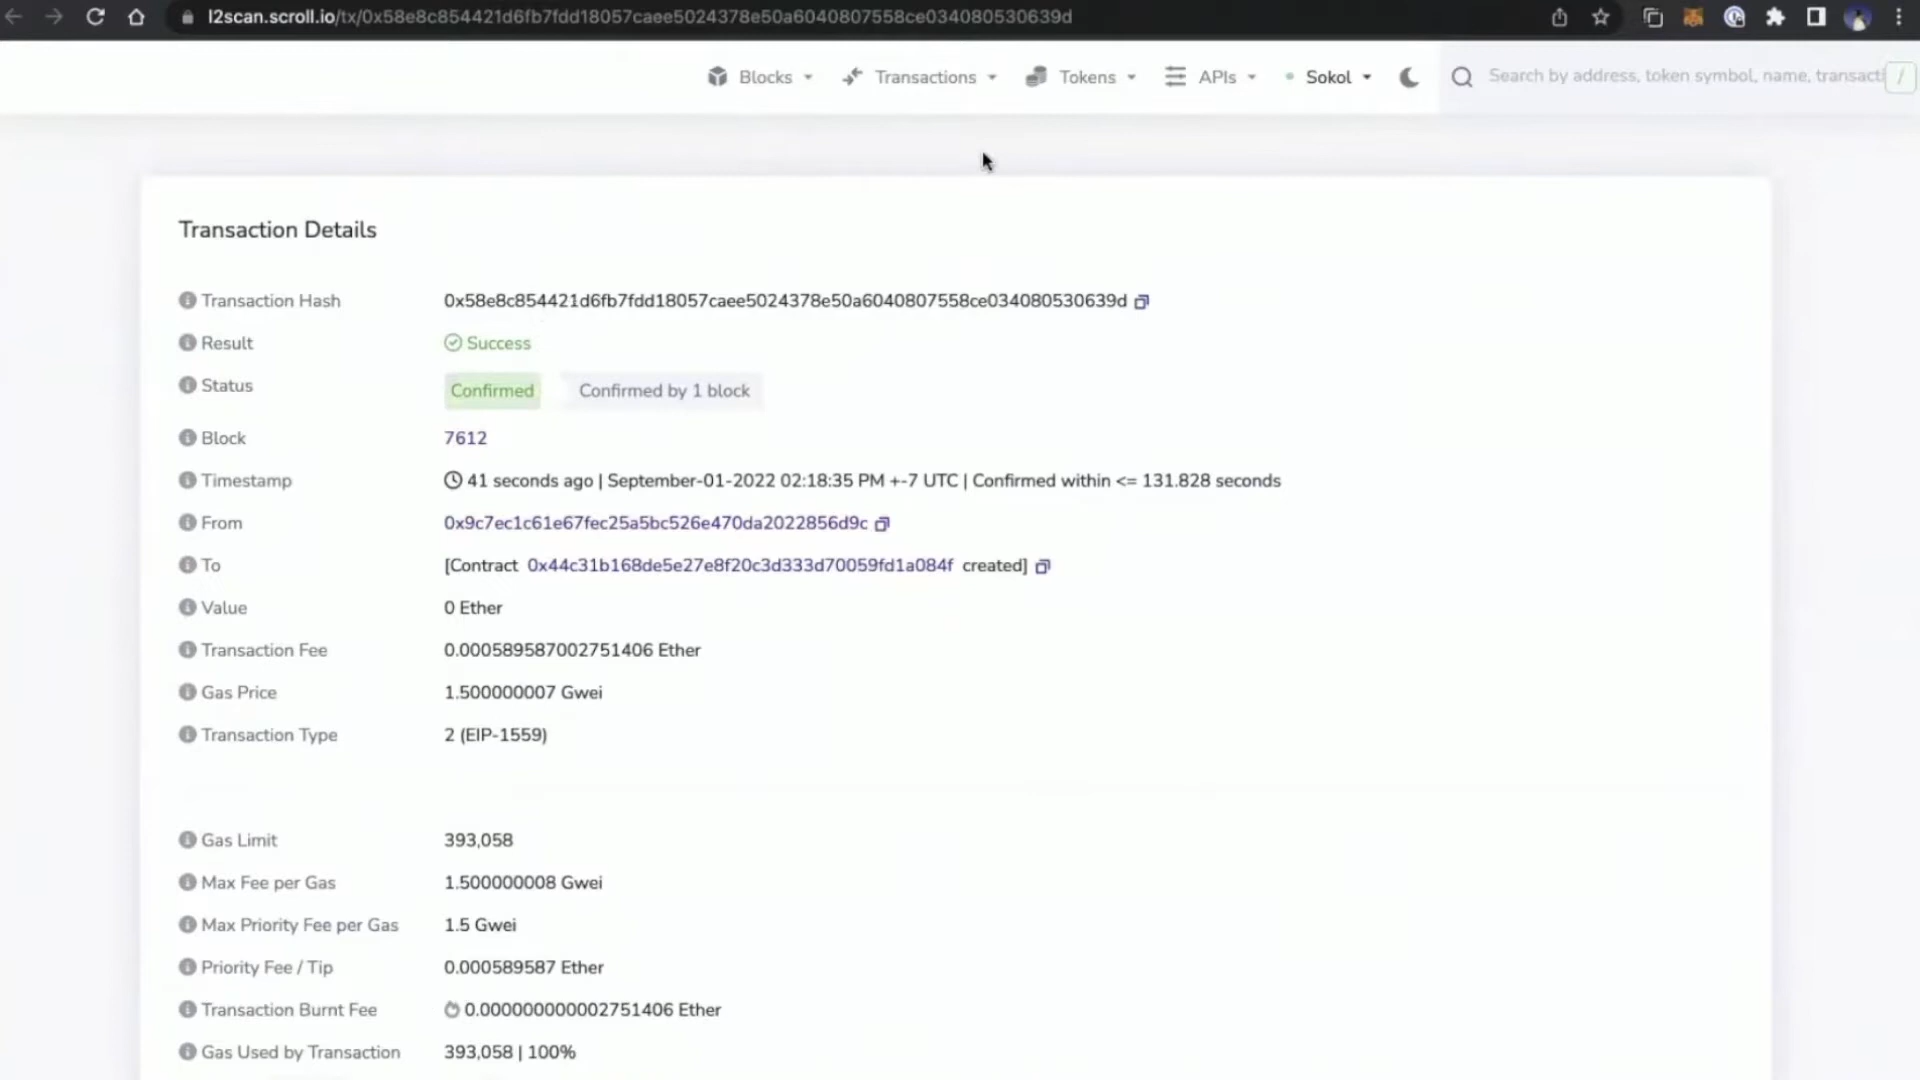 l2scan.scroll.io/tx/0x58e8c854421d6fb7fdd18057caee5024378e50a6040807558ce034080530639d
Blocks Transactions Tokens APIs Sokol Search by address, token symbol, name, transacti /
Transaction Details
Transaction Hash 0x58e8c854421d6fb7fdd18057caee5024378e50a6040807558ce034080530639d
Result Success
Status Confirmed Confirmed by 1 block
Block 7612
Timestamp 41 seconds ago | September-01-2022 02:18:35 PM +-7 UTC | Confirmed within <= 131.828 seconds
From 0x9c7ec1c61e67fec25a5bc526e470da2022856d9c
To [Contract 0x44c31b168de5e27e8f20c3d333d70059fd1a084f created]
Value 0 Ether
Transaction Fee 0.000589587002751406 Ether
Gas Price 1.500000007 Gwei
Transaction Type 2 (EIP-1559)
Gas Limit 393,058
Max Fee per Gas 1.500000008 Gwei
Max Priority Fee per Gas 1.5 Gwei
Priority Fee / Tip 0.000589587 Ether
Transaction Burnt Fee 0.000000000002751406 Ether
Gas Used by Transaction 393,058 | 100%